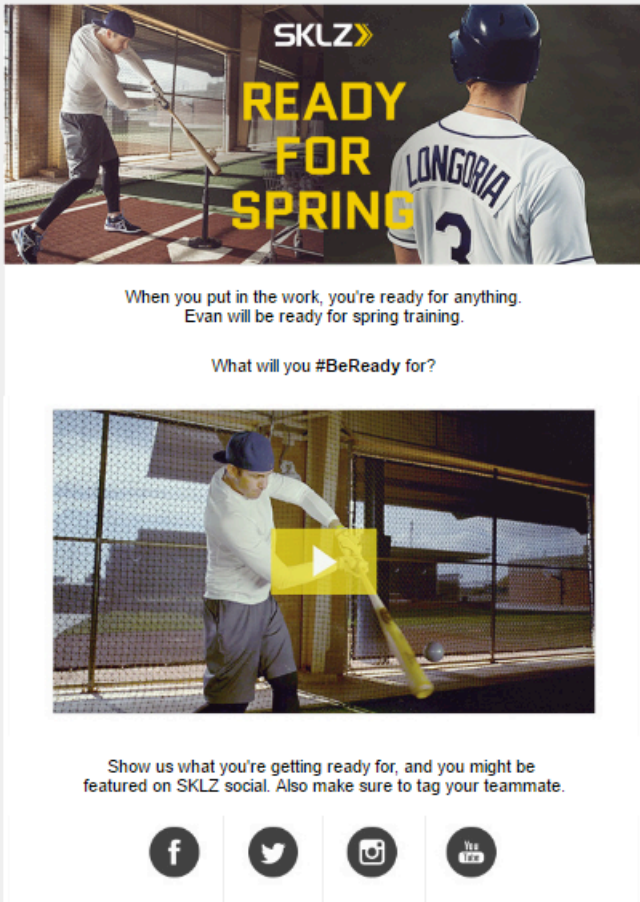 SKLZ
READY
FOR
SPRING
LONGORIA
3
When you put in the work, you're ready for anything.
Evan will be ready for spring training.
What will you #BeReady for?
Show us what you're getting ready for, and you might be
featured on SKLZ social. Also make sure to tag your teammate.
You
Tube